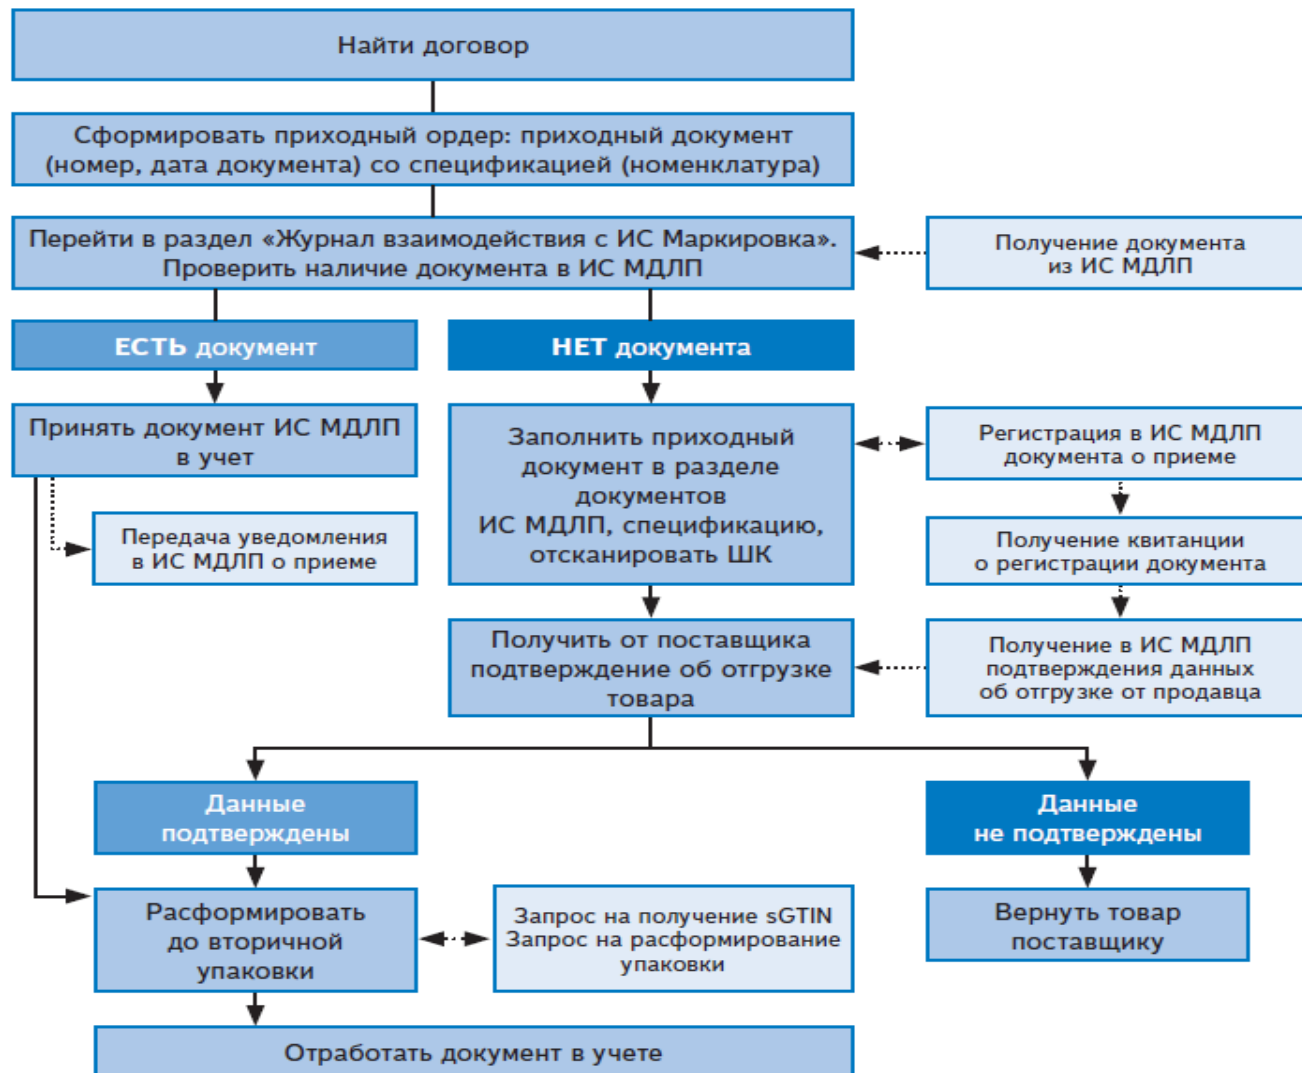 Найти договор
Сформировать приходный ордер: приходный документ
(номер, дата документа) со спецификацией (номенклатура)
Перейти в раздел «Журнал взаимодействия с ИС Маркировка».
Проверить наличие документа в ИС МДЛП
Получение документа
из ИС МДЛП
ЕСТЬ документ
НЕТ документа
Принять документ ИС МДЛП
в учет
Передача уведомления
в ИС МДЛП о приеме
Заполнить приходный
документ в разделе
документов
ИС МДЛП, спецификацию,
отсканировать ШК
Регистрация в ИС МДЛП
документа о приеме
Получение квитанции
о регистрации документа
Получить от поставщика
подтверждение об отгрузке
товара
Получение в ИС МДЛП
подтверждения данных
об отгрузке от продавца
Данные
подтверждены
Данные
не подтверждены
Расформировать
до вторичной
упаковки
Запрос на получение sGTIN
Запрос на расформирование
упаковки
Вернуть товар
поставщику
Отработать документ в учете